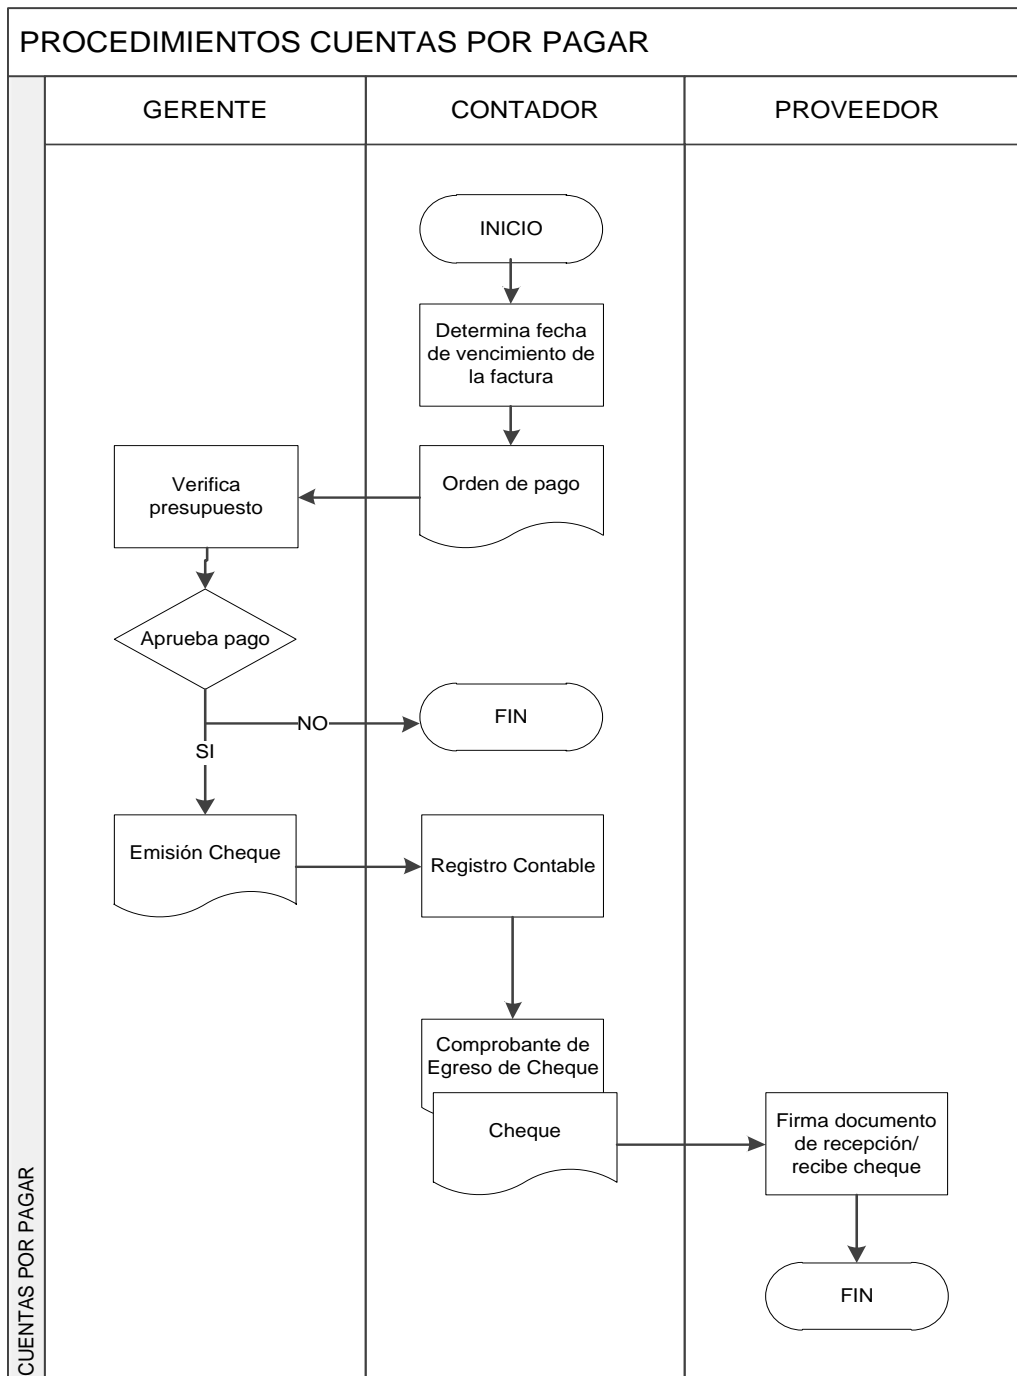 PROCEDIMIENTOS CUENTAS POR PAGAR
GERENTE
CONTADOR
PROVEEDOR
INICIO
Determina fecha
de vencimiento de
la factura
Orden de pago
Verifica
presupuesto
Aprueba pago
NO
FIN
SI
Emisión Cheque
Registro Contable
Comprobante de
Egreso de Cheque
Cheque
Firma documento
de recepción/
recibe cheque
FIN
CUENTAS POR PAGAR